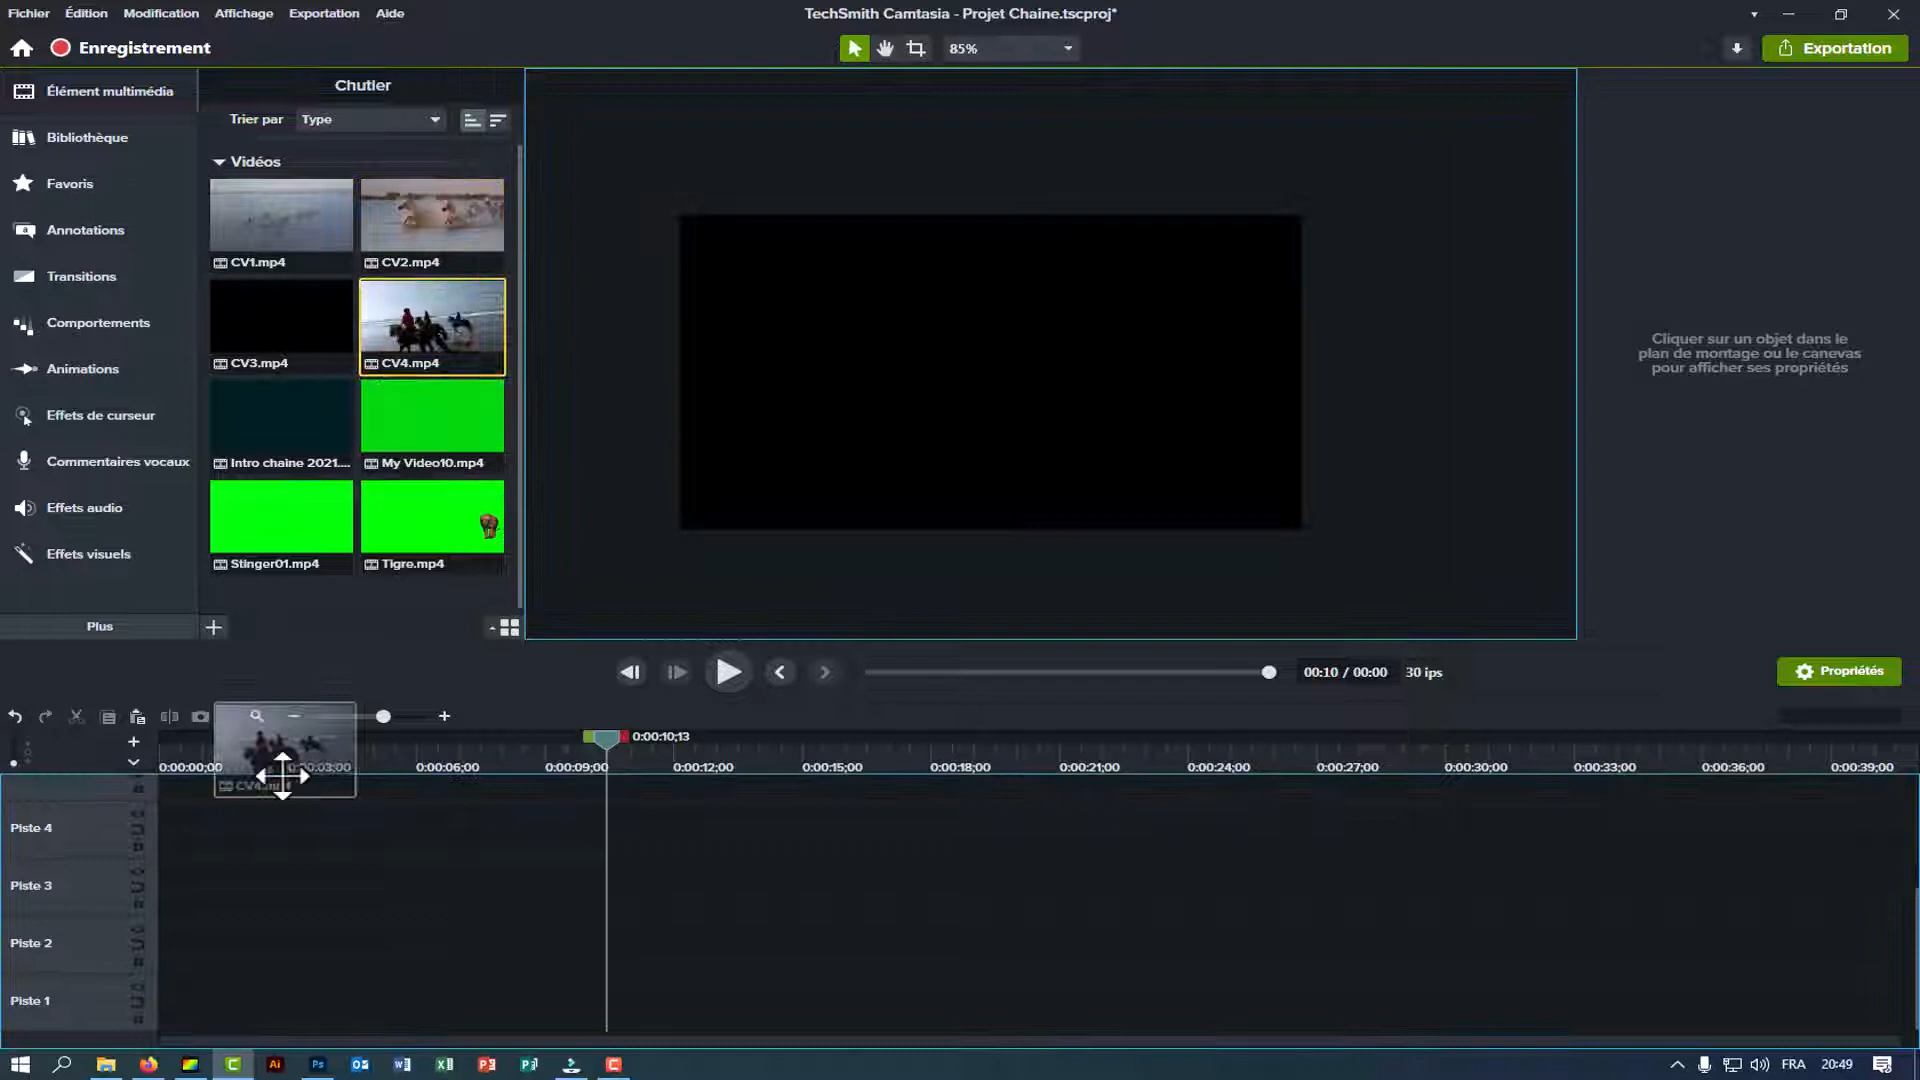 Fichier Édition Modification Affichage Exportation Aide
TechSmith Camtasia - Projet Chaine.tscproj*
Enregistrement
85%
Exportation
Élément multimédia
Bibliothèque
Favoris
Annotations
Transitions
Comportements
Animations
Effets de curseur
Commentaires vocaux
Effets audio
Effets visuels
Plus
Chutier
Trier par Type
Vidéos
CV1.mp4 CV2.mp4
CV3.mp4 CV4.mp4
Intro chaine 2021.... My Video10.mp4
Stinger01.mp4 Tigre.mp4
Cliquer sur un objet dans le
plan de montage ou le canevas
pour afficher ses propriétés
00:10 / 00:00 30 ips
Propriétés
0:00:10;13
0:00:00;00 0:00:03;00 0:00:06;00 0:00:09;00 0:00:12;00 0:00:15;00 0:00:18;00 0:00:21;00 0:00:24;00 0:00:27;00 0:00:30;00 0:00:33;00 0:00:36;00 0:00:39;00
Piste 4
Piste 3
Piste 2
Piste 1
FRA 20:49